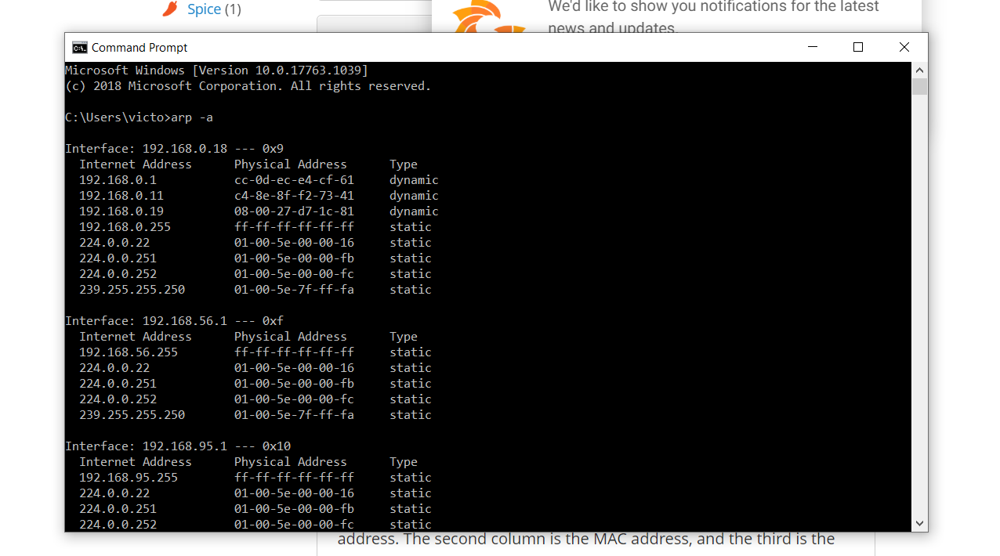 Spice (1)
We'd like to show you notifications for the latest
news and updates.
Command Prompt
Microsoft Windows [Version 10.0.17763.1039]
(c) 2018 Microsoft Corporation. All rights reserved.
C:\Users\victo>arp -a
Interface: 192.168.0.18 --- 0x9
Internet Address Physical Address Type
192.168.0.1 cc-0d-ec-e4-cf-61 dynamic
192.168.0.11 c4-8e-8f-f2-73-41 dynamic
192.168.0.19 08-00-27-d7-1c-81 dynamic
192.168.0.255 ff-ff-ff-ff-ff-ff static
224.0.0.22 01-00-5e-00-00-16 static
224.0.0.251 01-00-5e-00-00-fb static
224.0.0.252 01-00-5e-00-00-fc static
239.255.255.250 01-00-5e-7f-ff-fa static
Interface: 192.168.56.1 --- 0xf
Internet Address Physical Address Type
192.168.56.255 ff-ff-ff-ff-ff-ff static
224.0.0.22 01-00-5e-00-00-16 static
224.0.0.251 01-00-5e-00-00-fb static
224.0.0.252 01-00-5e-00-00-fc static
239.255.255.250 01-00-5e-7f-ff-fa static
Interface: 192.168.95.1 --- 0x10
Internet Address Physical Address Type
192.168.95.255 ff-ff-ff-ff-ff-ff static
224.0.0.22 01-00-5e-00-00-16 static
224.0.0.251 01-00-5e-00-00-fb static
224.0.0.252 01-00-5e-00-00-fc static
address. The second column is the MAC address, and the third is the